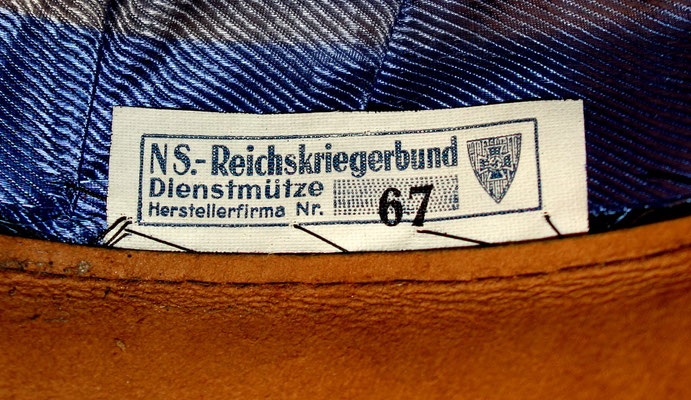 NS.-Reichskriegerbund
Dienstmütze
Herstellerfirma Nr. 67